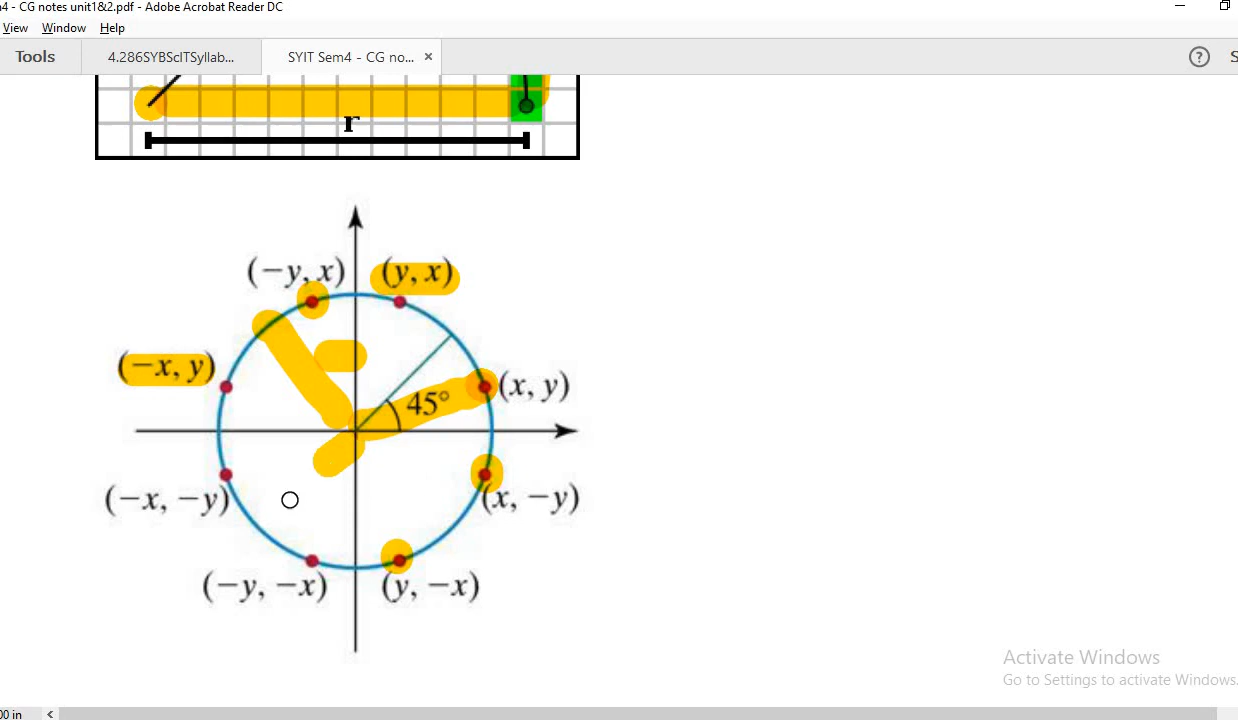 4 - CG notes unit1&2.pdf - Adobe Acrobat Reader DC
View Window Help
Tools 4.286SYBScITSyllab... SYIT Sem4 - CG no... × ? S
r
(−y, x) (y, x)
(−x, y) 45° (x, y)
(−x, −y) (x, −y)
(−y, −x) (y, −x)
Activate Windows
Go to Settings to activate Windows.
00 in <